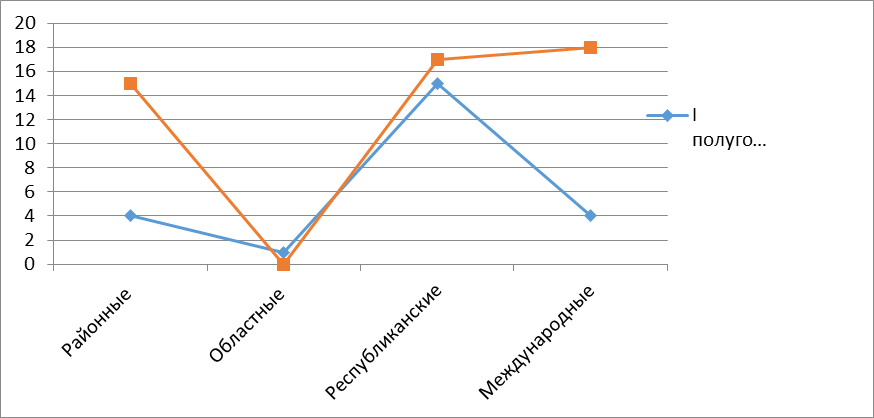 20
18
16
14
12
10
8
6
4
2
0
Районные
Областные
Республиканские
Международные
I
полуго...